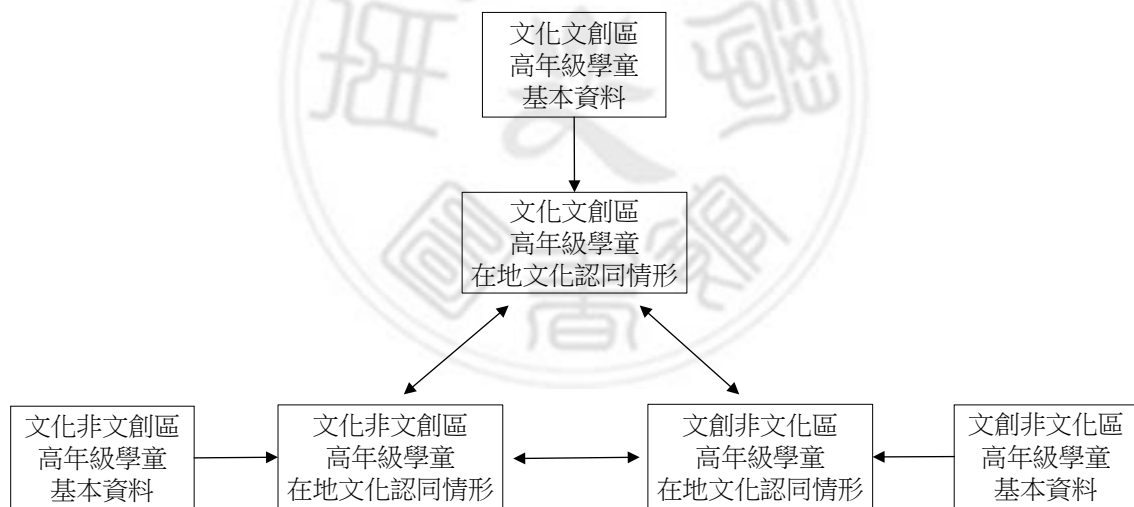 文化文創區
高年級學童
基本資料
文化文創區
高年級學童
在地文化認同情形
文化非文創區
高年級學童
基本資料
文化非文創區
高年級學童
在地文化認同情形
文創非文化區
高年級學童
在地文化認同情形
文創非文化區
高年級學童
基本資料